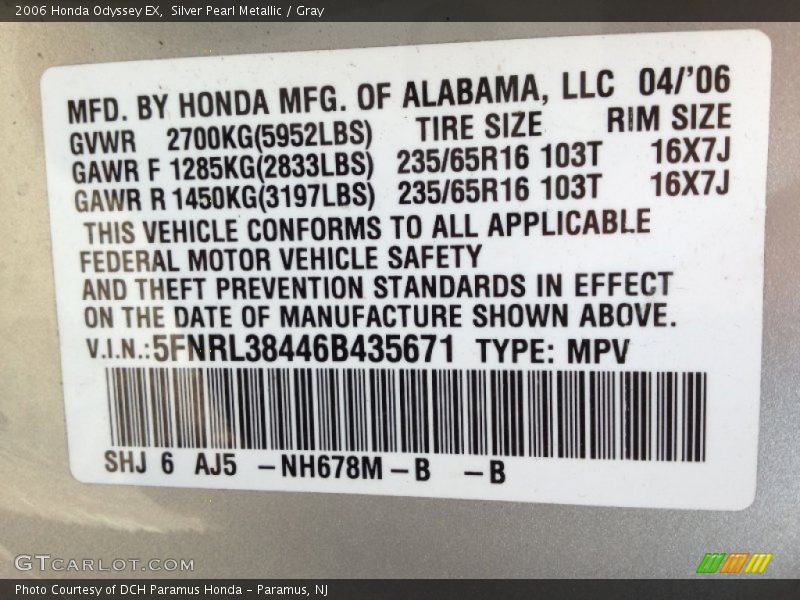 2006 Honda Odyssey EX, Silver Pearl Metallic / Gray
MFD. BY HONDA MFG. OF ALABAMA, LLC 04/'06
GVWR 2700KG(5952LBS) TIRE SIZE RIM SIZE
GAWR F 1285KG(2833LBS) 235/65R16 103T 16X7J
GAWR R 1450KG(3197LBS) 235/65R16 103T 16X7J
THIS VEHICLE CONFORMS TO ALL APPLICABLE
FEDERAL MOTOR VEHICLE SAFETY
AND THEFT PREVENTION STANDARDS IN EFFECT
ON THE DATE OF MANUFACTURE SHOWN ABOVE.
V.I.N.:5FNRL38446B435671 TYPE: MPV
SHJ 6 AJ5 -NH678M-B -B
GTCARLOT.COM
Photo Courtesy of DCH Paramus Honda - Paramus, NJ